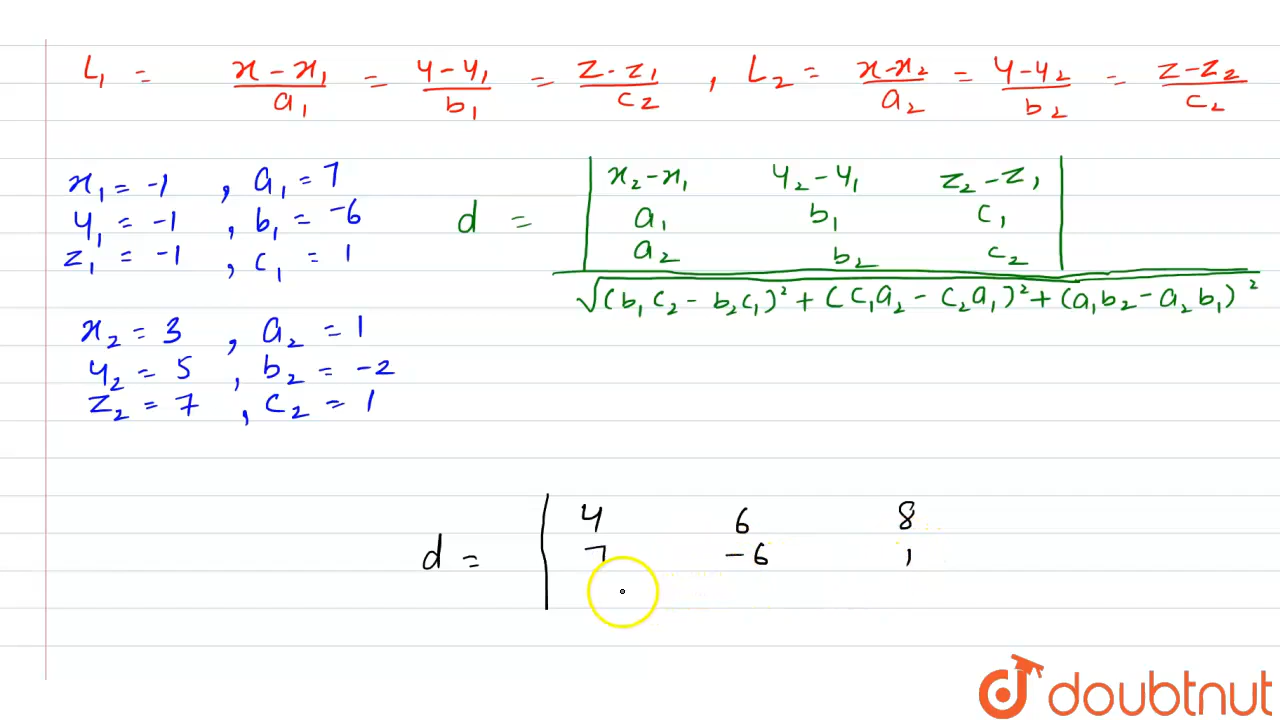 L₁ = x - x₁/a₁ = y - y₁/b₁ = z - z₁/c₂ , L₂ = x - x₂/a₂ = y - y₂/b₂ = z - z₂/c₂
x₁ = -1 , a₁ = 7
y₁ = -1 , b₁ = -6
z₁ = -1 , c₁ = 1
x₂ = 3 , a₂ = 1
y₂ = 5 , b₂ = -2
z₂ = 7 , c₂ = 1
d = | x₂ - x₁ y₂ - y₁ z₂ - z₁ |
a₁ b₁ c₁
a₂ b₂ c₂
√(b₁c₂ - b₂c₁)² + (c₁a₂ - c₂a₁)² + (a₁b₂ - a₂b₁)²
d = | 4 6 8
7 -6 1
doubtnut